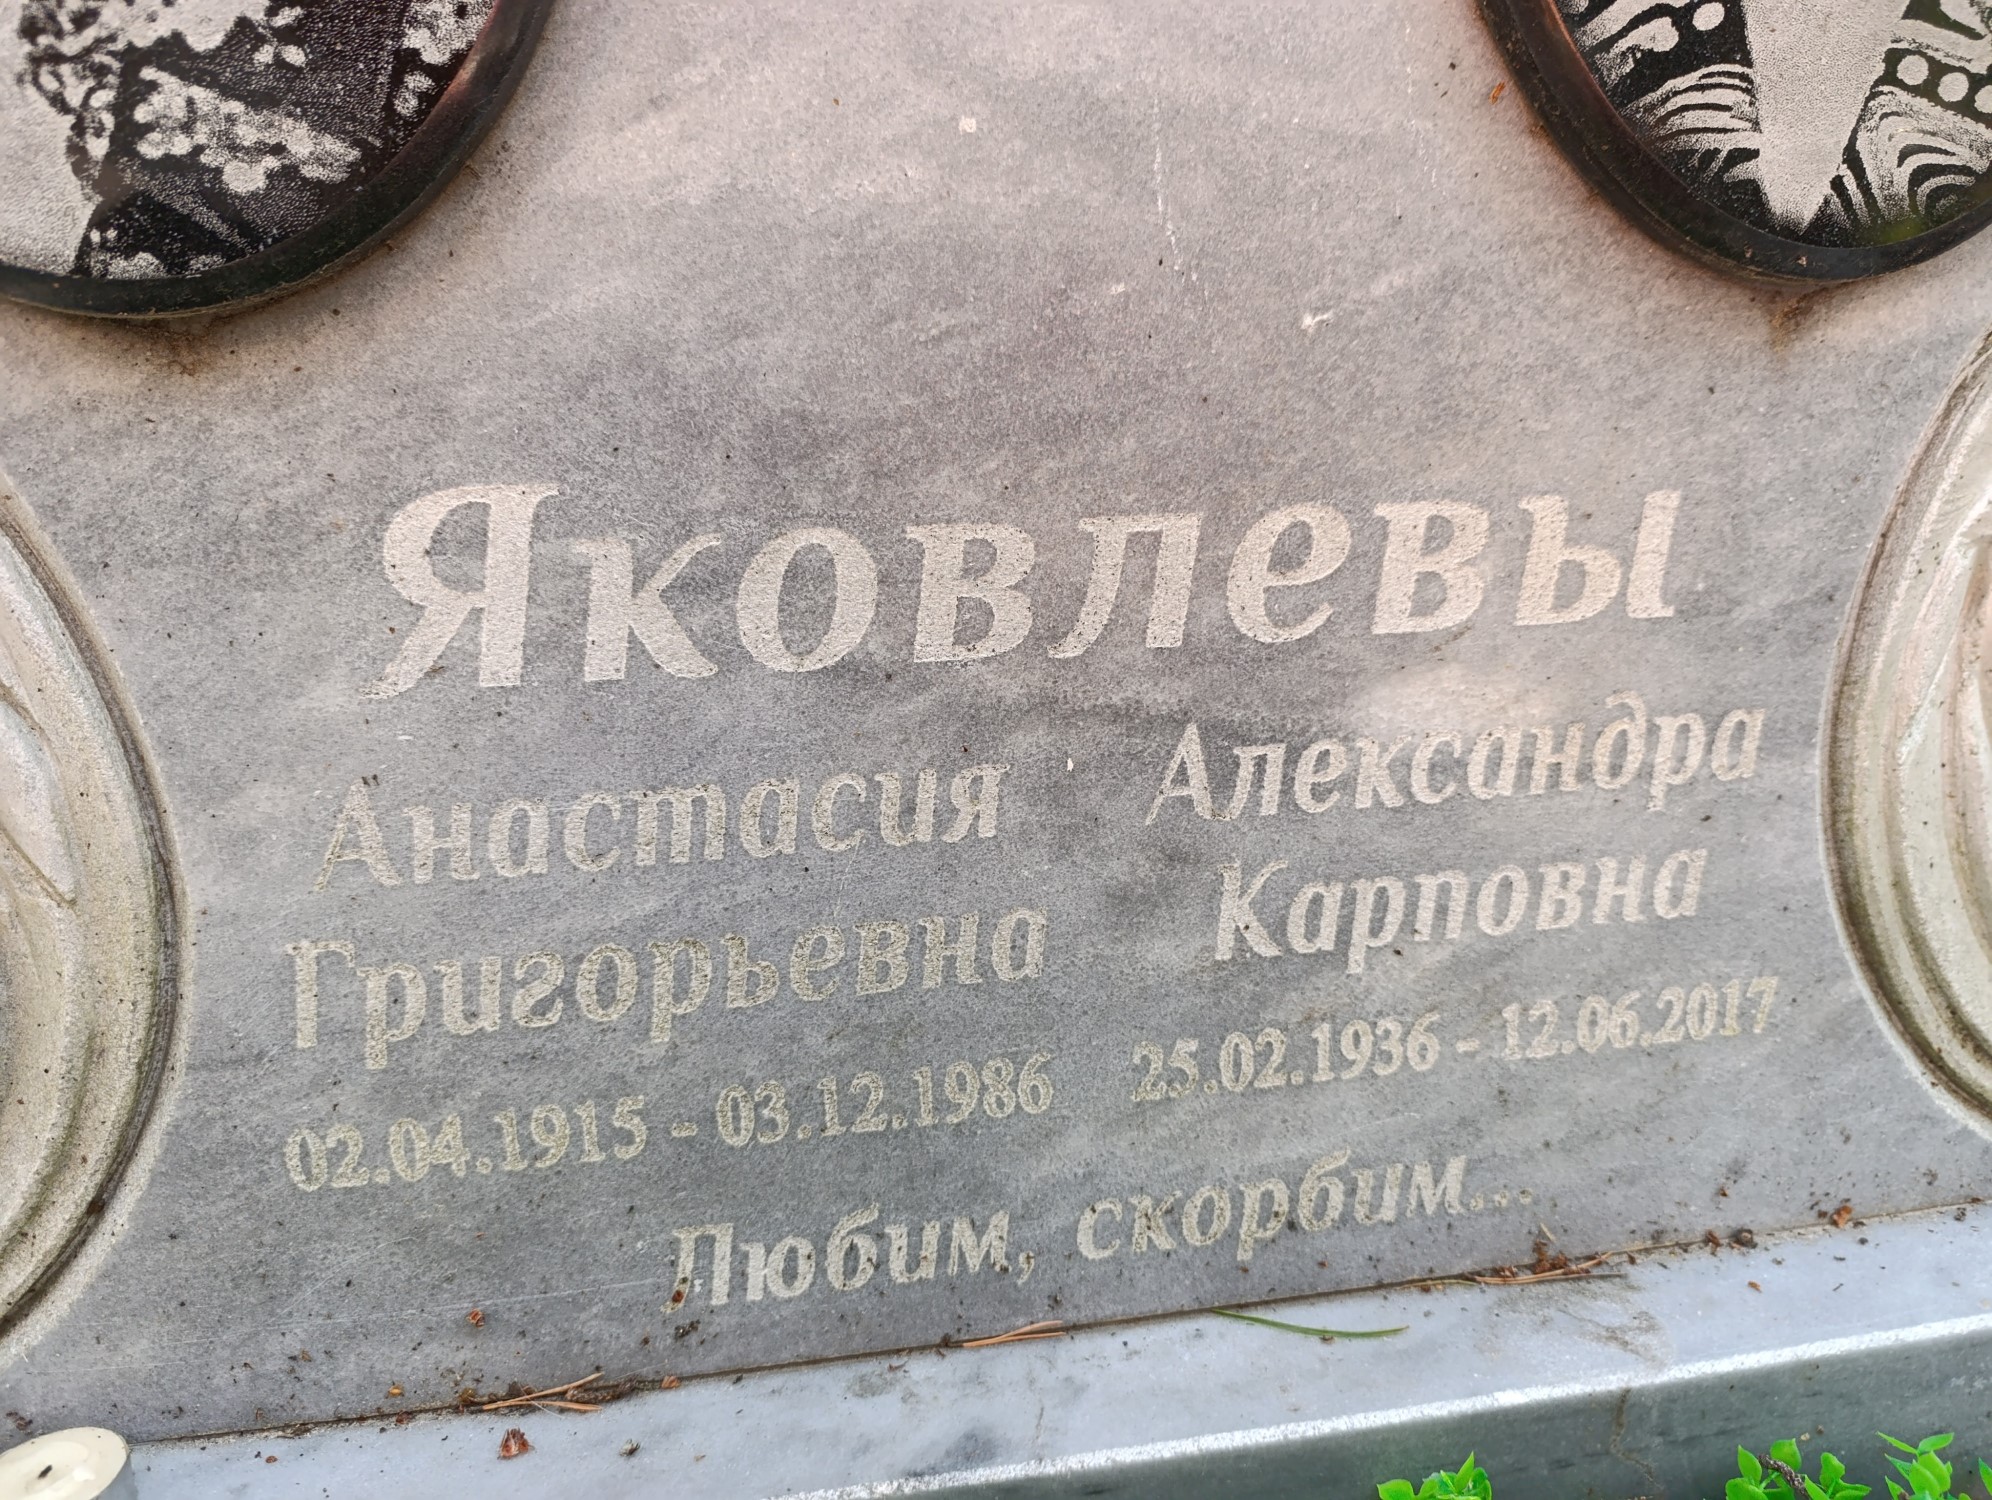 Яковлевы
Анастасия
Григорьевна
02.04.1915 - 03.12.1986
Александра
Карповна
25.02.1936 - 12.06.2017
Любим, скорбим...